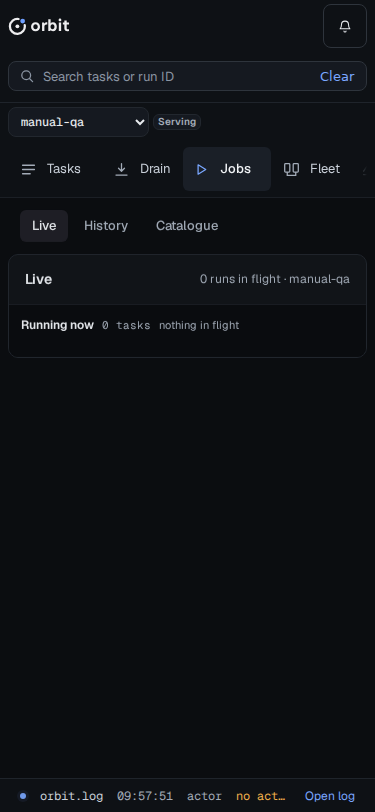 orbit
Search tasks or run ID Clear
manual-qa Serving
Tasks Drain Jobs Fleet
Live History Catalogue
Live 0 runs in flight · manual-qa
Running now 0 tasks nothing in flight
orbit.log 09:57:51 actor no act… Open log